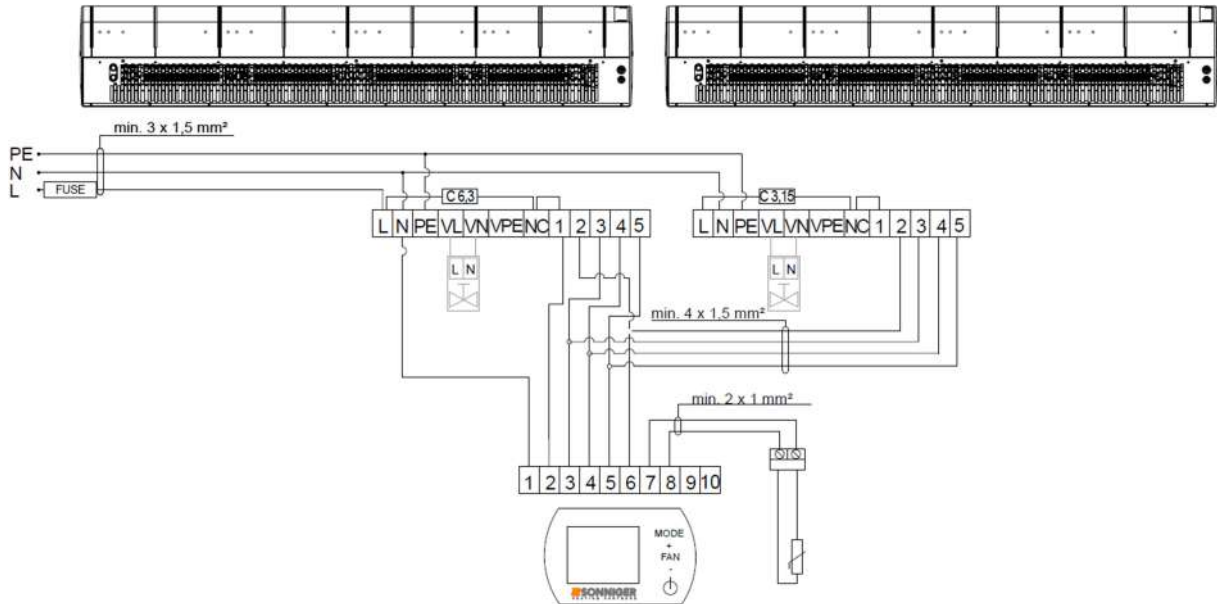 min. 3 x 1,5 mm²
PE
N
L
FUSE
C 6,3
C 3,15
L N PE VL VN VPE NC 1 2 3 4 5
L N PE VL VN VPE NC 1 2 3 4 5
L N
L N
min. 4 x 1,5 mm²
min. 2 x 1 mm²
1 2 3 4 5 6 7 8 9 10
MODE
+
FAN
-
SONNIGER